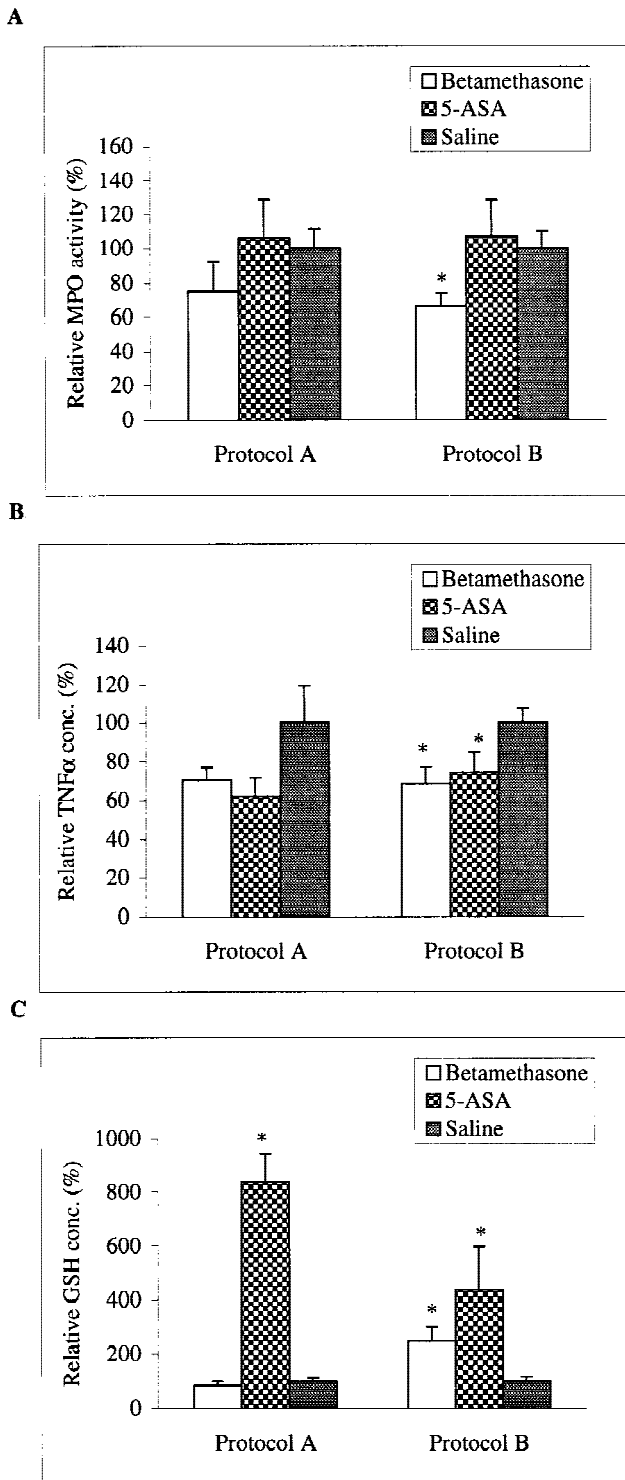 A
Betamethasone
5-ASA
Saline
Relative MPO activity (%)
160
140
120
100
80
60
40
20
0
*
Protocol A
Protocol B
B
Betamethasone
5-ASA
Saline
Relative TNFα conc. (%)
140
120
100
80
60
40
20
0
*
*
Protocol A
Protocol B
C
Betamethasone
5-ASA
Saline
Relative GSH conc. (%)
1000
800
600
400
200
0
*
*
*
Protocol A
Protocol B